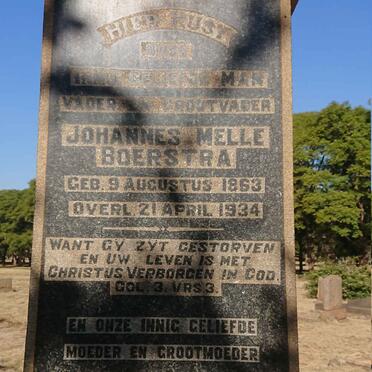 HIER RUST
ONZE
MAN
VADER EN GROOTVADER
JOHANNES MELLE
BOERSTRA
GEB. 9 AUGUSTUS 1863
OVERL. 21 APRIL 1934
WANT GY ZYT GESTORVEN
EN UW LEVEN IS MET
CHRISTUS VERBORGEN IN GOD.
COL. 3. VRS 3.
EN ONZE INNIG GELIEFDE
MOEDER EN GROOTMOEDER